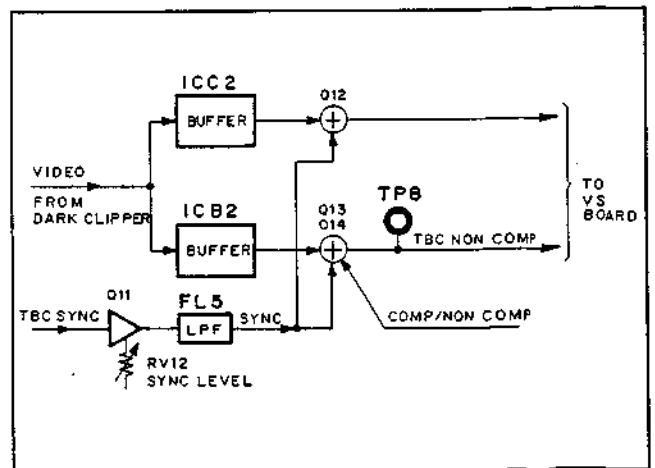 ICC2
BUFFER
Q12
VIDEO
FROM
DARK CLIPPER
ICB2
BUFFER
Q13
Q14
TP8
TBC NON COMP
TO
VS
BOARD
Q11
TBC SYNC
FL5
LPF
SYNC
COMP/NON COMP
RV12
SYNC LEVEL